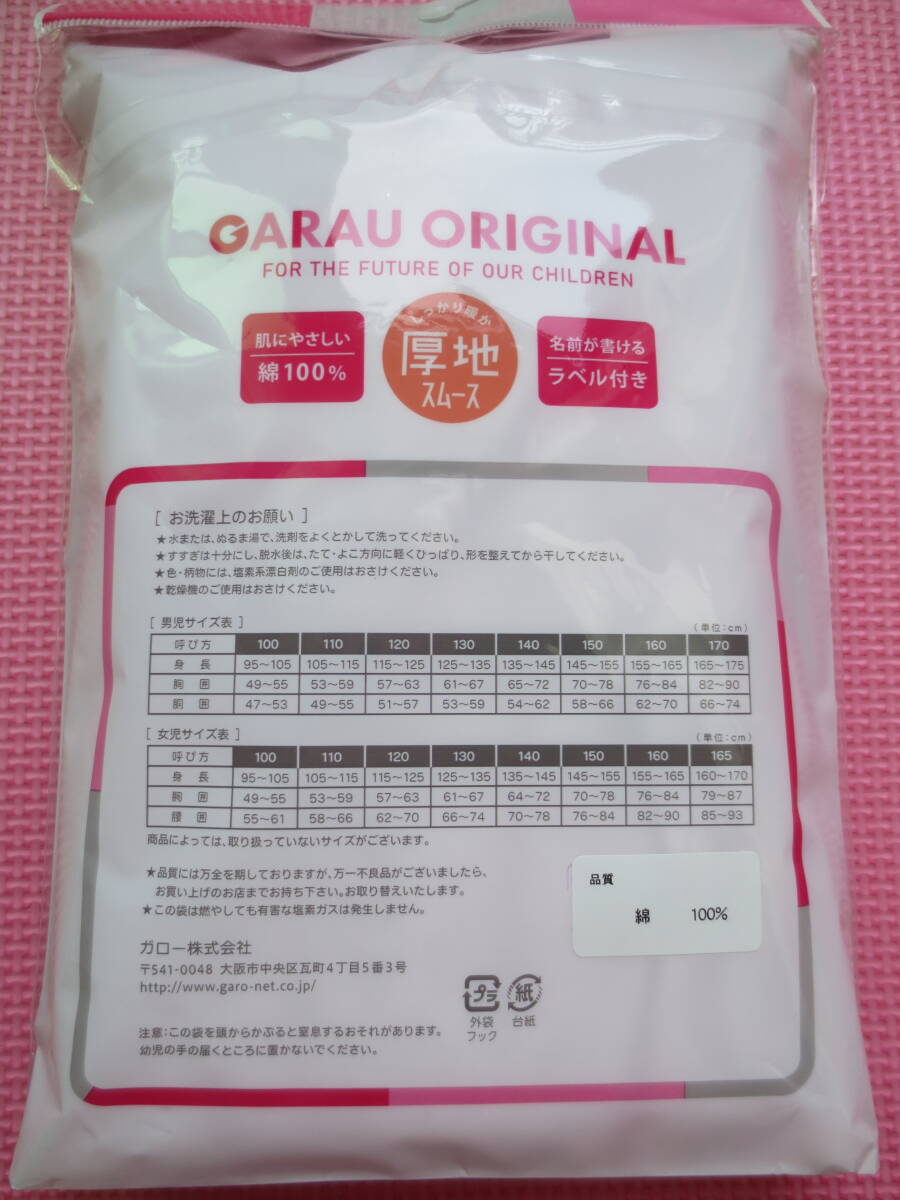 GARAU ORIGINAL
FOR THE FUTURE OF OUR CHILDREN
肌にやさしい
綿100%
しっかり暖か
厚地
スムース
名前が書ける
ラベル付き
[ お洗濯上のお願い ]
★水または、ぬるま湯で、洗剤をよくとかして洗ってください。
★すすぎは十分にし、脱水後は、たて・よこ方向に軽くひっぱり、形を整えてから干してください。
★色・柄物には、塩素系漂白剤のご使用はおさけください。
★乾燥機のご使用はおさけください。
[ 男児サイズ表 ] (単位:cm)
呼び方 100 110 120 130 140 150 160 170
身長 95〜105 105〜115 115〜125 125〜135 135〜145 145〜155 155〜165 165〜175
胸囲 49〜55 53〜59 57〜63 61〜67 65〜72 70〜78 76〜84 82〜90
胴囲 47〜53 49〜55 51〜57 53〜59 54〜62 58〜66 62〜70 66〜74
[ 女児サイズ表 ] (単位:cm)
呼び方 100 110 120 130 140 150 160 165
身長 95〜105 105〜115 115〜125 125〜135 135〜145 145〜155 155〜165 160〜170
胸囲 49〜55 53〜59 57〜63 61〜67 64〜72 70〜78 76〜84 79〜87
腰囲 55〜61 58〜66 62〜70 66〜74 70〜78 76〜84 82〜90 85〜93
商品によっては、取り扱っていないサイズがございます。
★品質には万全を期しておりますが、万一不良品がございましたら、
お買い上げのお店までお持ち下さい。お取り替えいたします。
★この袋は燃やしても有害な塩素ガスは発生しません。
品質
綿 100%
ガロー株式会社
〒541-0048 大阪市中央区瓦町4丁目5番3号
http://www.garo-net.co.jp/
プラ 紙
外袋 台紙
フック
注意:この袋を頭からかぶると窒息するおそれがあります。
幼児の手の届くところに置かないでください。